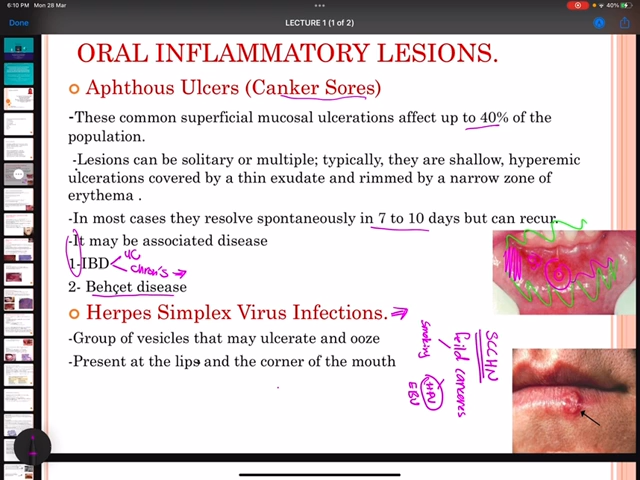 6:10 PM Mon 28 Mar
40%
Done
LECTURE 1 (1 of 2)
ORAL INFLAMMATORY LESIONS.
Aphthous Ulcers (Canker Sores)
-These common superficial mucosal ulcerations affect up to 40% of the
population.
-Lesions can be solitary or multiple; typically, they are shallow, hyperemic
ulcerations covered by a thin exudate and rimmed by a narrow zone of
erythema .
-In most cases they resolve spontaneously in 7 to 10 days but can recur.
-It may be associated disease
1-IBD
UC
chron's
2- Behçet disease
Herpes Simplex Virus Infections.
-Group of vesicles that may ulcerate and ooze
-Present at the lips and the corner of the mouth
SCCHN
feild cancores
smoking
HPV
EBV